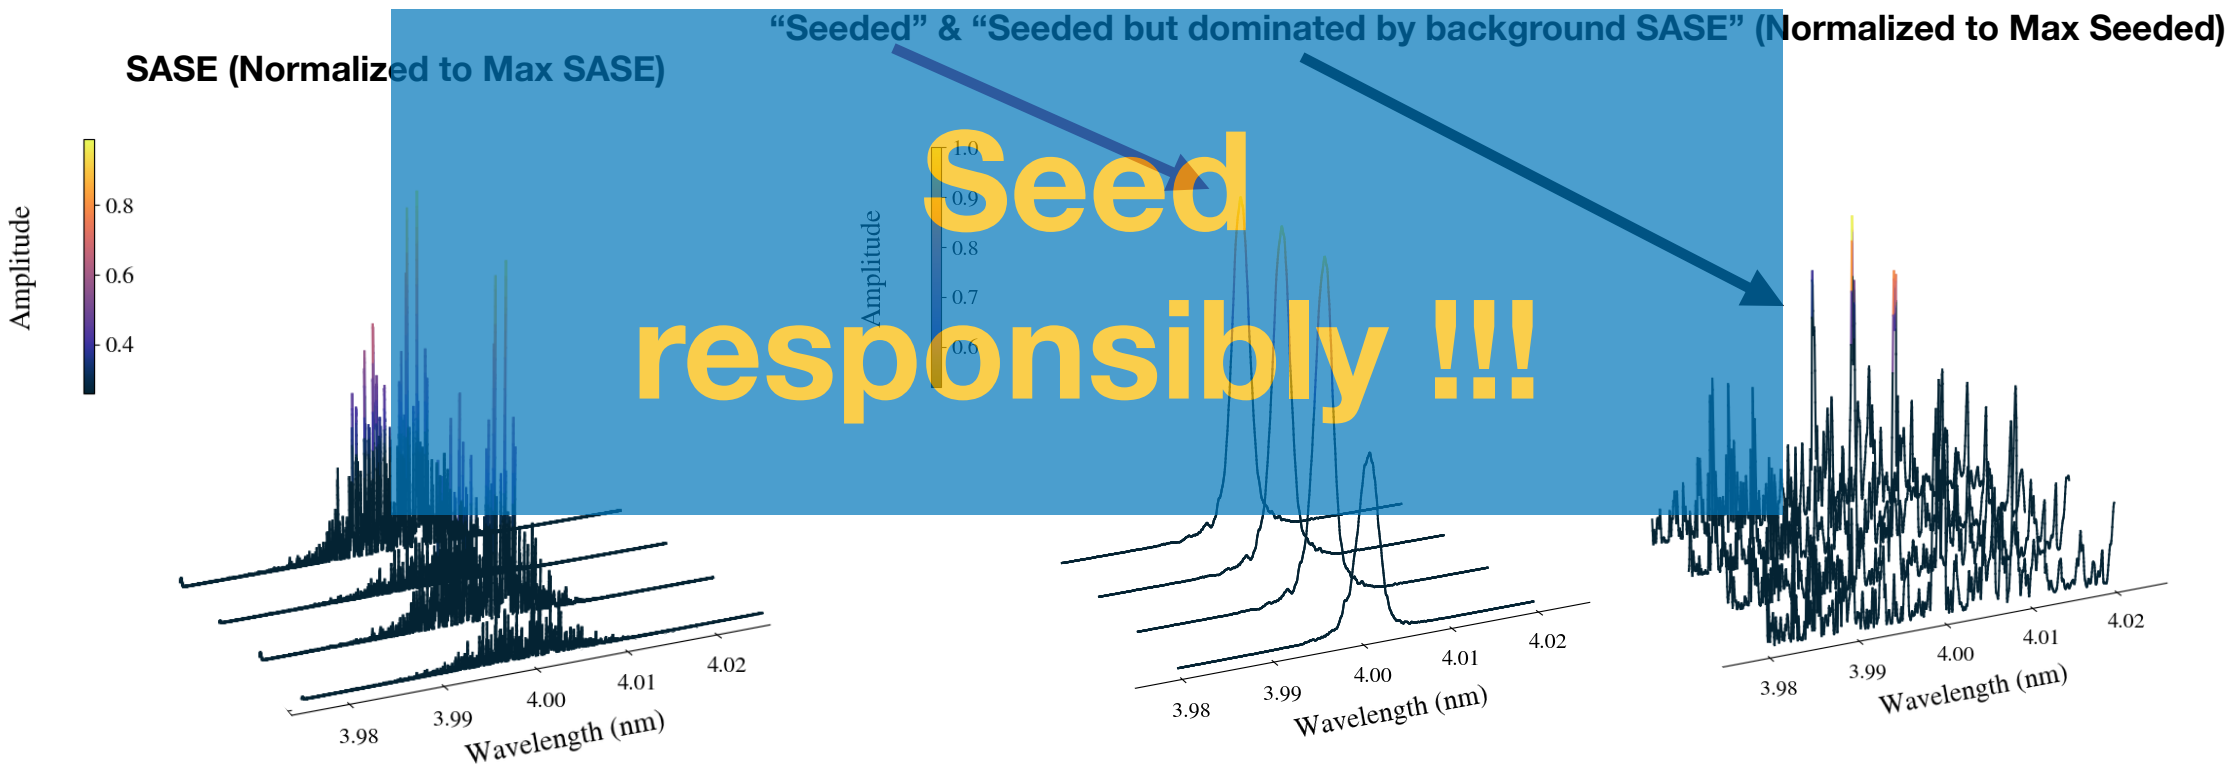 “Seeded” & “Seeded but dominated by background SASE” (Normalized to Max Seeded)
SASE (Normalized to Max SASE)
Seed
responsibly !!!
Amplitude
0.8
0.6
0.4
Amplitude
1.0
0.9
0.8
0.7
0.6
3.98
3.99
4.00
4.01
4.02
Wavelength (nm)
3.98
3.99
4.00
4.01
4.02
Wavelength (nm)
3.98
3.99
4.00
4.01
4.02
Wavelength (nm)